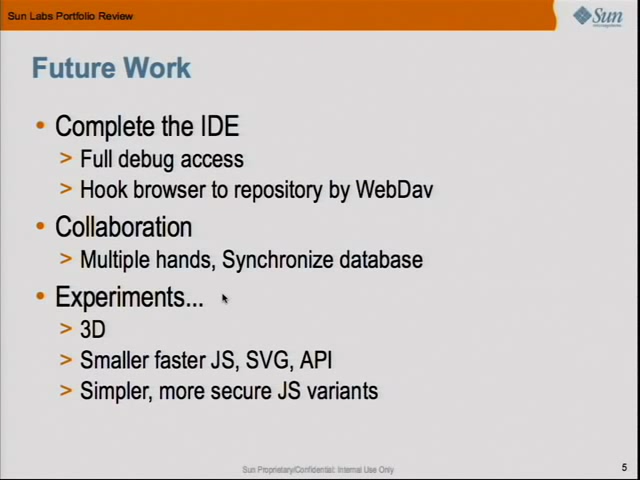 Sun Labs Portfolio Review
Sun
Future Work
• Complete the IDE
> Full debug access
> Hook browser to repository by WebDav
• Collaboration
> Multiple hands, Synchronize database
• Experiments...
> 3D
> Smaller faster JS, SVG, API
> Simpler, more secure JS variants
Sun Proprietary/Confidential: Internal Use Only
5